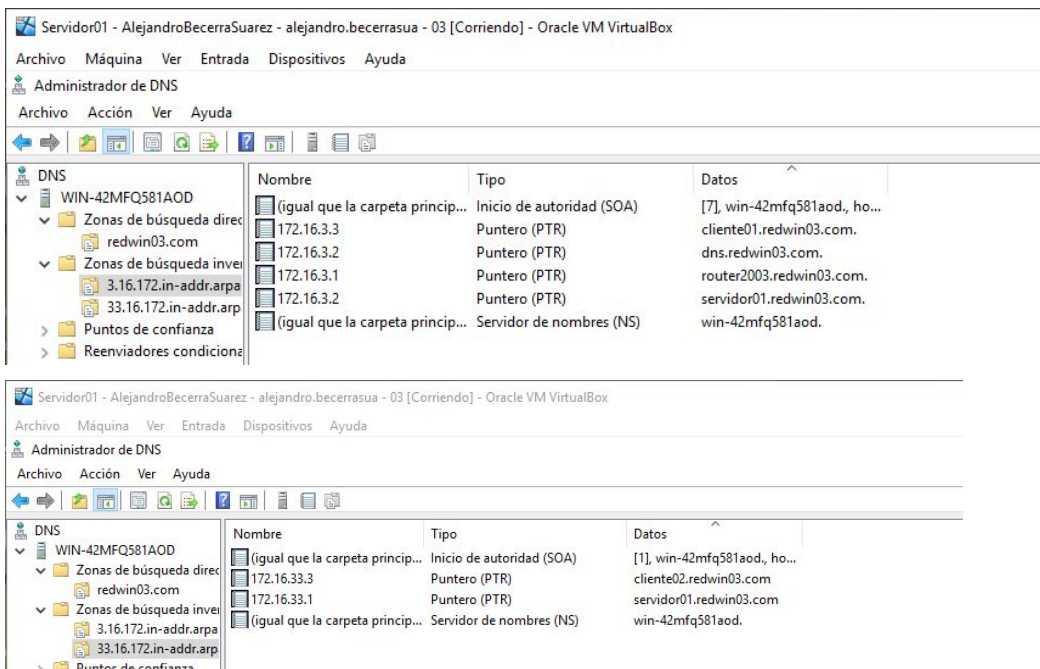 Servidor01 - AlejandroBecerraSuarez - alejandro.becerrasua - 03 [Corriendo] - Oracle VM VirtualBox
Archivo Máquina Ver Entrada Dispositivos Ayuda
Administrador de DNS
Archivo Acción Ver Ayuda
DNS
WIN-42MFQ581AOD
Zonas de búsqueda direc
redwin03.com
Zonas de búsqueda inver
3.16.172.in-addr.arpa
33.16.172.in-addr.arp
Puntos de confianza
Reenviadores condiciona
Nombre Tipo Datos
(igual que la carpeta princip... Inicio de autoridad (SOA) [7], win-42mfq581aod., ho...
172.16.3.3 Puntero (PTR) cliente01.redwin03.com.
172.16.3.2 Puntero (PTR) dns.redwin03.com.
172.16.3.1 Puntero (PTR) router2003.redwin03.com.
172.16.3.2 Puntero (PTR) servidor01.redwin03.com.
(igual que la carpeta princip... Servidor de nombres (NS) win-42mfq581aod.
Servidor01 - AlejandroBecerraSuarez - alejandro.becerrasua - 03 [Corriendo] - Oracle VM VirtualBox
Archivo Máquina Ver Entrada Dispositivos Ayuda
Administrador de DNS
Archivo Acción Ver Ayuda
DNS
WIN-42MFQ581AOD
Zonas de búsqueda direc
redwin03.com
Zonas de búsqueda inver
3.16.172.in-addr.arpa
33.16.172.in-addr.arp
Puntos de confianza
Nombre Tipo Datos
(igual que la carpeta princip... Inicio de autoridad (SOA) [1], win-42mfq581aod., ho...
172.16.33.3 Puntero (PTR) cliente02.redwin03.com
172.16.33.1 Puntero (PTR) servidor01.redwin03.com
(igual que la carpeta princip... Servidor de nombres (NS) win-42mfq581aod.